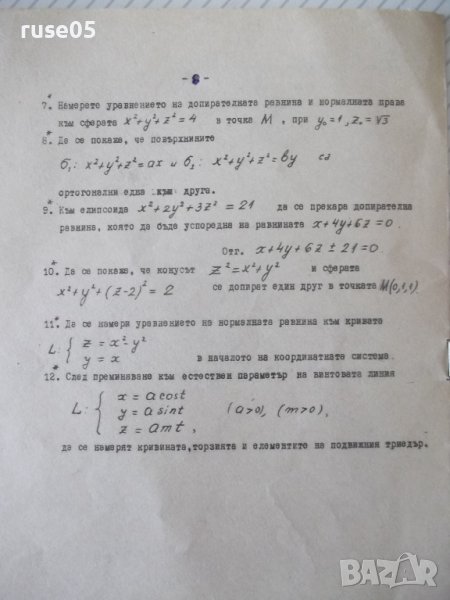 ruse05
- 6 -
7.* Намерете уравнението на допирателната равнина и нормалната права
към сферата x²+y²+z²=4 в точка M, при y₀=1, z₀=√3
8.* Да се покаже, че повърхнините
σ₁: x²+y²+z²=ax и σ₂: x²+y²+z²=by са
ортогонални една към друга.
9.* Към елипсоида x²+2y²+3z²=21 да се прекара допирателна
равнина, която да бъде успоредна на равнината x+4y+6z=0
Отг. x+4y+6z±21=0
10.* Да се покаже, че конусът z²=x²+y² и сферата
x²+y²+(z-2)²=2 се допират един друг в точката M(0,1,1)
11.* Да се намери уравнението на нормалната равнина към кривата
L: { z=x²-y²
y=x в началото на координатната система.
12.* След преминаване към естествен параметър на винтовата линия
x=acost
L: { y=asint (a>0), (m>0),
z=amt,
да се намерят кривината, торзията и елементите на подвижния триедър.
BAZAR